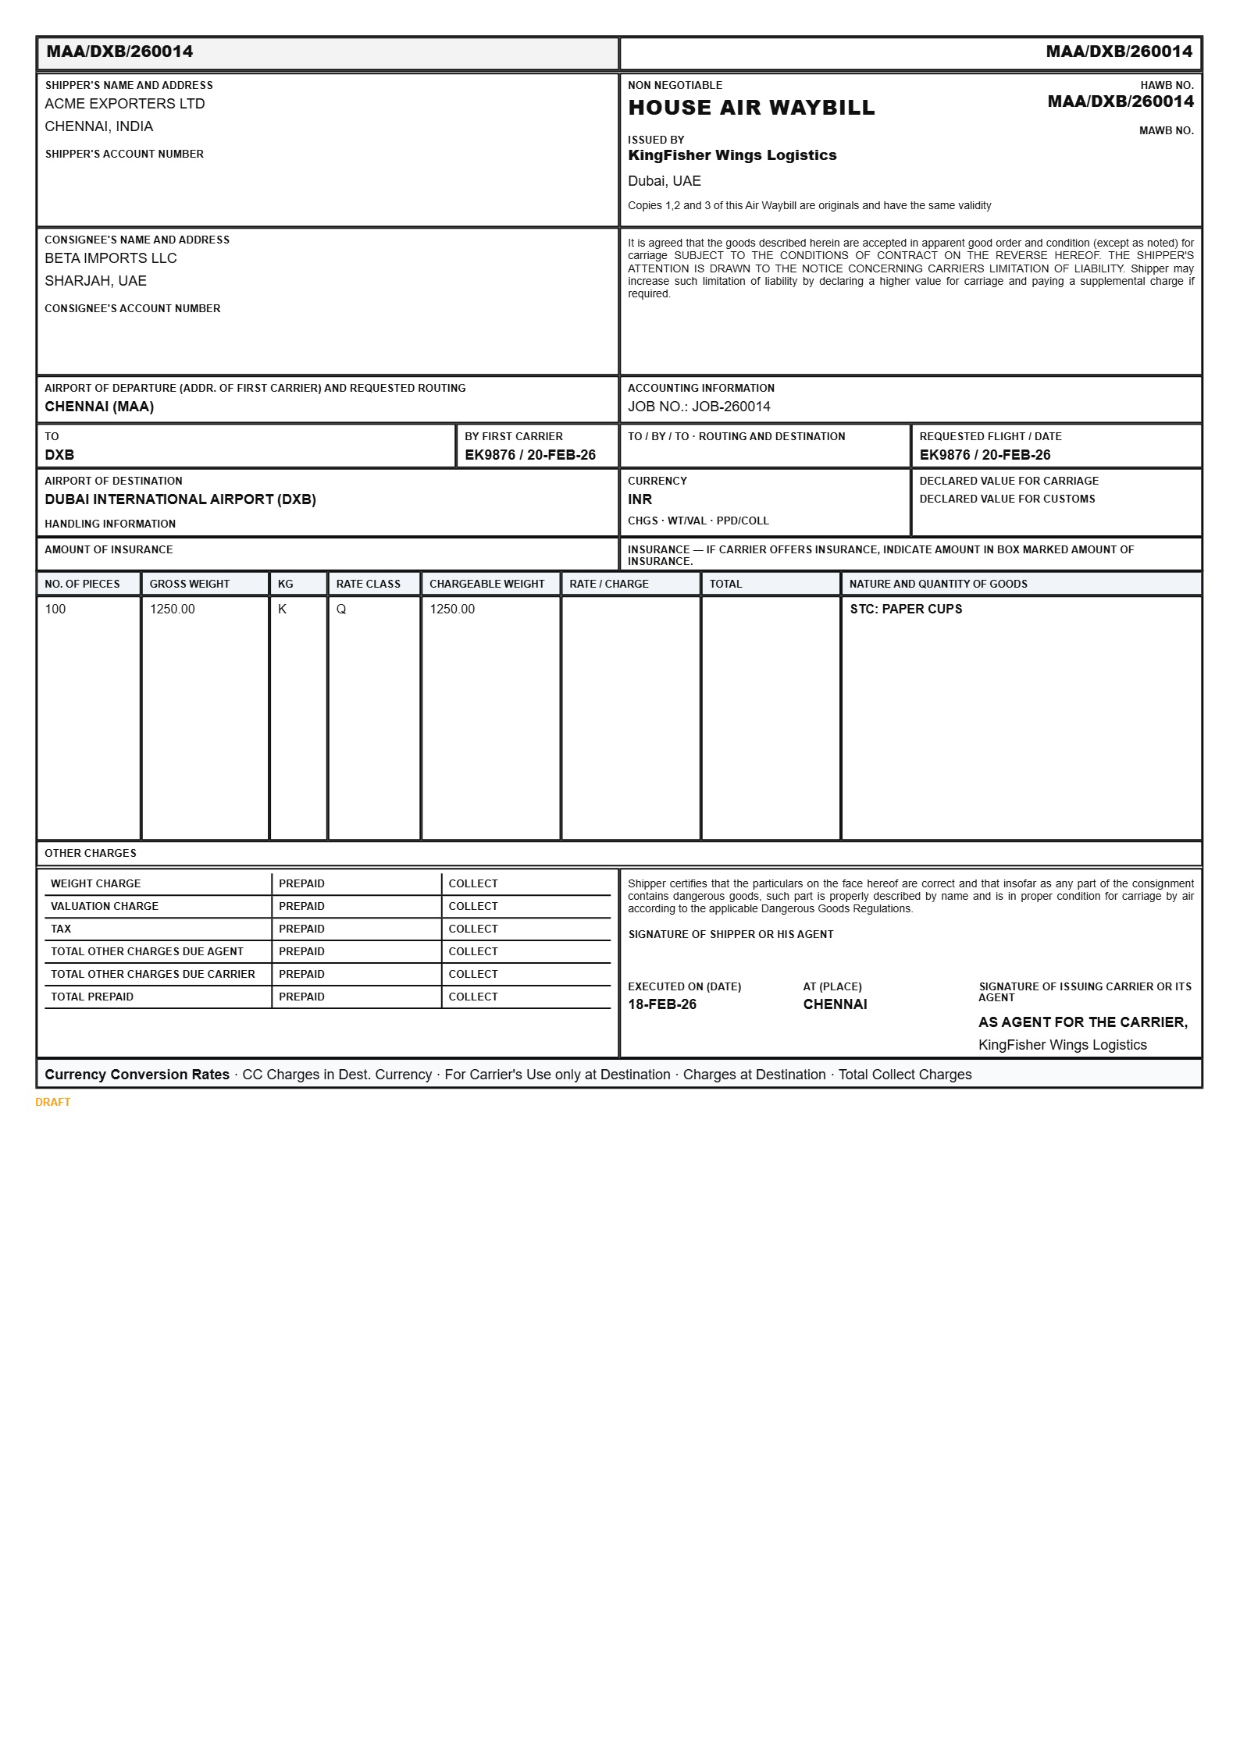 MAA/DXB/260014 MAA/DXB/260014
SHIPPER'S NAME AND ADDRESS
ACME EXPORTERS LTD
CHENNAI, INDIA
SHIPPER'S ACCOUNT NUMBER
NON NEGOTIABLE
HOUSE AIR WAYBILL
HAWB NO.
MAA/DXB/260014
MAWB NO.
ISSUED BY
KingFisher Wings Logistics
Dubai, UAE
Copies 1,2 and 3 of this Air Waybill are originals and have the same validity
CONSIGNEE'S NAME AND ADDRESS
BETA IMPORTS LLC
SHARJAH, UAE
CONSIGNEE'S ACCOUNT NUMBER
It is agreed that the goods described herein are accepted in apparent good order and condition (except as noted) for
carriage SUBJECT TO THE CONDITIONS OF CONTRACT ON THE REVERSE HEREOF. THE SHIPPER'S
ATTENTION IS DRAWN TO THE NOTICE CONCERNING CARRIERS LIMITATION OF LIABILITY. Shipper may
increase such limitation of liability by declaring a higher value for carriage and paying a supplemental charge if
required.
AIRPORT OF DEPARTURE (ADDR. OF FIRST CARRIER) AND REQUESTED ROUTING
CHENNAI (MAA)
ACCOUNTING INFORMATION
JOB NO.: JOB-260014
TO
DXB
BY FIRST CARRIER
EK9876 / 20-FEB-26
TO / BY / TO · ROUTING AND DESTINATION
REQUESTED FLIGHT / DATE
EK9876 / 20-FEB-26
AIRPORT OF DESTINATION
DUBAI INTERNATIONAL AIRPORT (DXB)
HANDLING INFORMATION
CURRENCY
INR
CHGS · WT/VAL · PPD/COLL
DECLARED VALUE FOR CARRIAGE
DECLARED VALUE FOR CUSTOMS
AMOUNT OF INSURANCE
INSURANCE — IF CARRIER OFFERS INSURANCE, INDICATE AMOUNT IN BOX MARKED AMOUNT OF
INSURANCE.
NO. OF PIECES GROSS WEIGHT KG RATE CLASS CHARGEABLE WEIGHT RATE / CHARGE TOTAL NATURE AND QUANTITY OF GOODS
100 1250.00 K Q 1250.00 STC: PAPER CUPS
OTHER CHARGES
WEIGHT CHARGE PREPAID COLLECT
VALUATION CHARGE PREPAID COLLECT
TAX PREPAID COLLECT
TOTAL OTHER CHARGES DUE AGENT PREPAID COLLECT
TOTAL OTHER CHARGES DUE CARRIER PREPAID COLLECT
TOTAL PREPAID PREPAID COLLECT
Shipper certifies that the particulars on the face hereof are correct and that insofar as any part of the consignment
contains dangerous goods, such part is properly described by name and is in proper condition for carriage by air
according to the applicable Dangerous Goods Regulations.
SIGNATURE OF SHIPPER OR HIS AGENT
EXECUTED ON (DATE)
18-FEB-26
AT (PLACE)
CHENNAI
SIGNATURE OF ISSUING CARRIER OR ITS
AGENT
AS AGENT FOR THE CARRIER,
KingFisher Wings Logistics
Currency Conversion Rates · CC Charges in Dest. Currency · For Carrier's Use only at Destination · Charges at Destination · Total Collect Charges
DRAFT